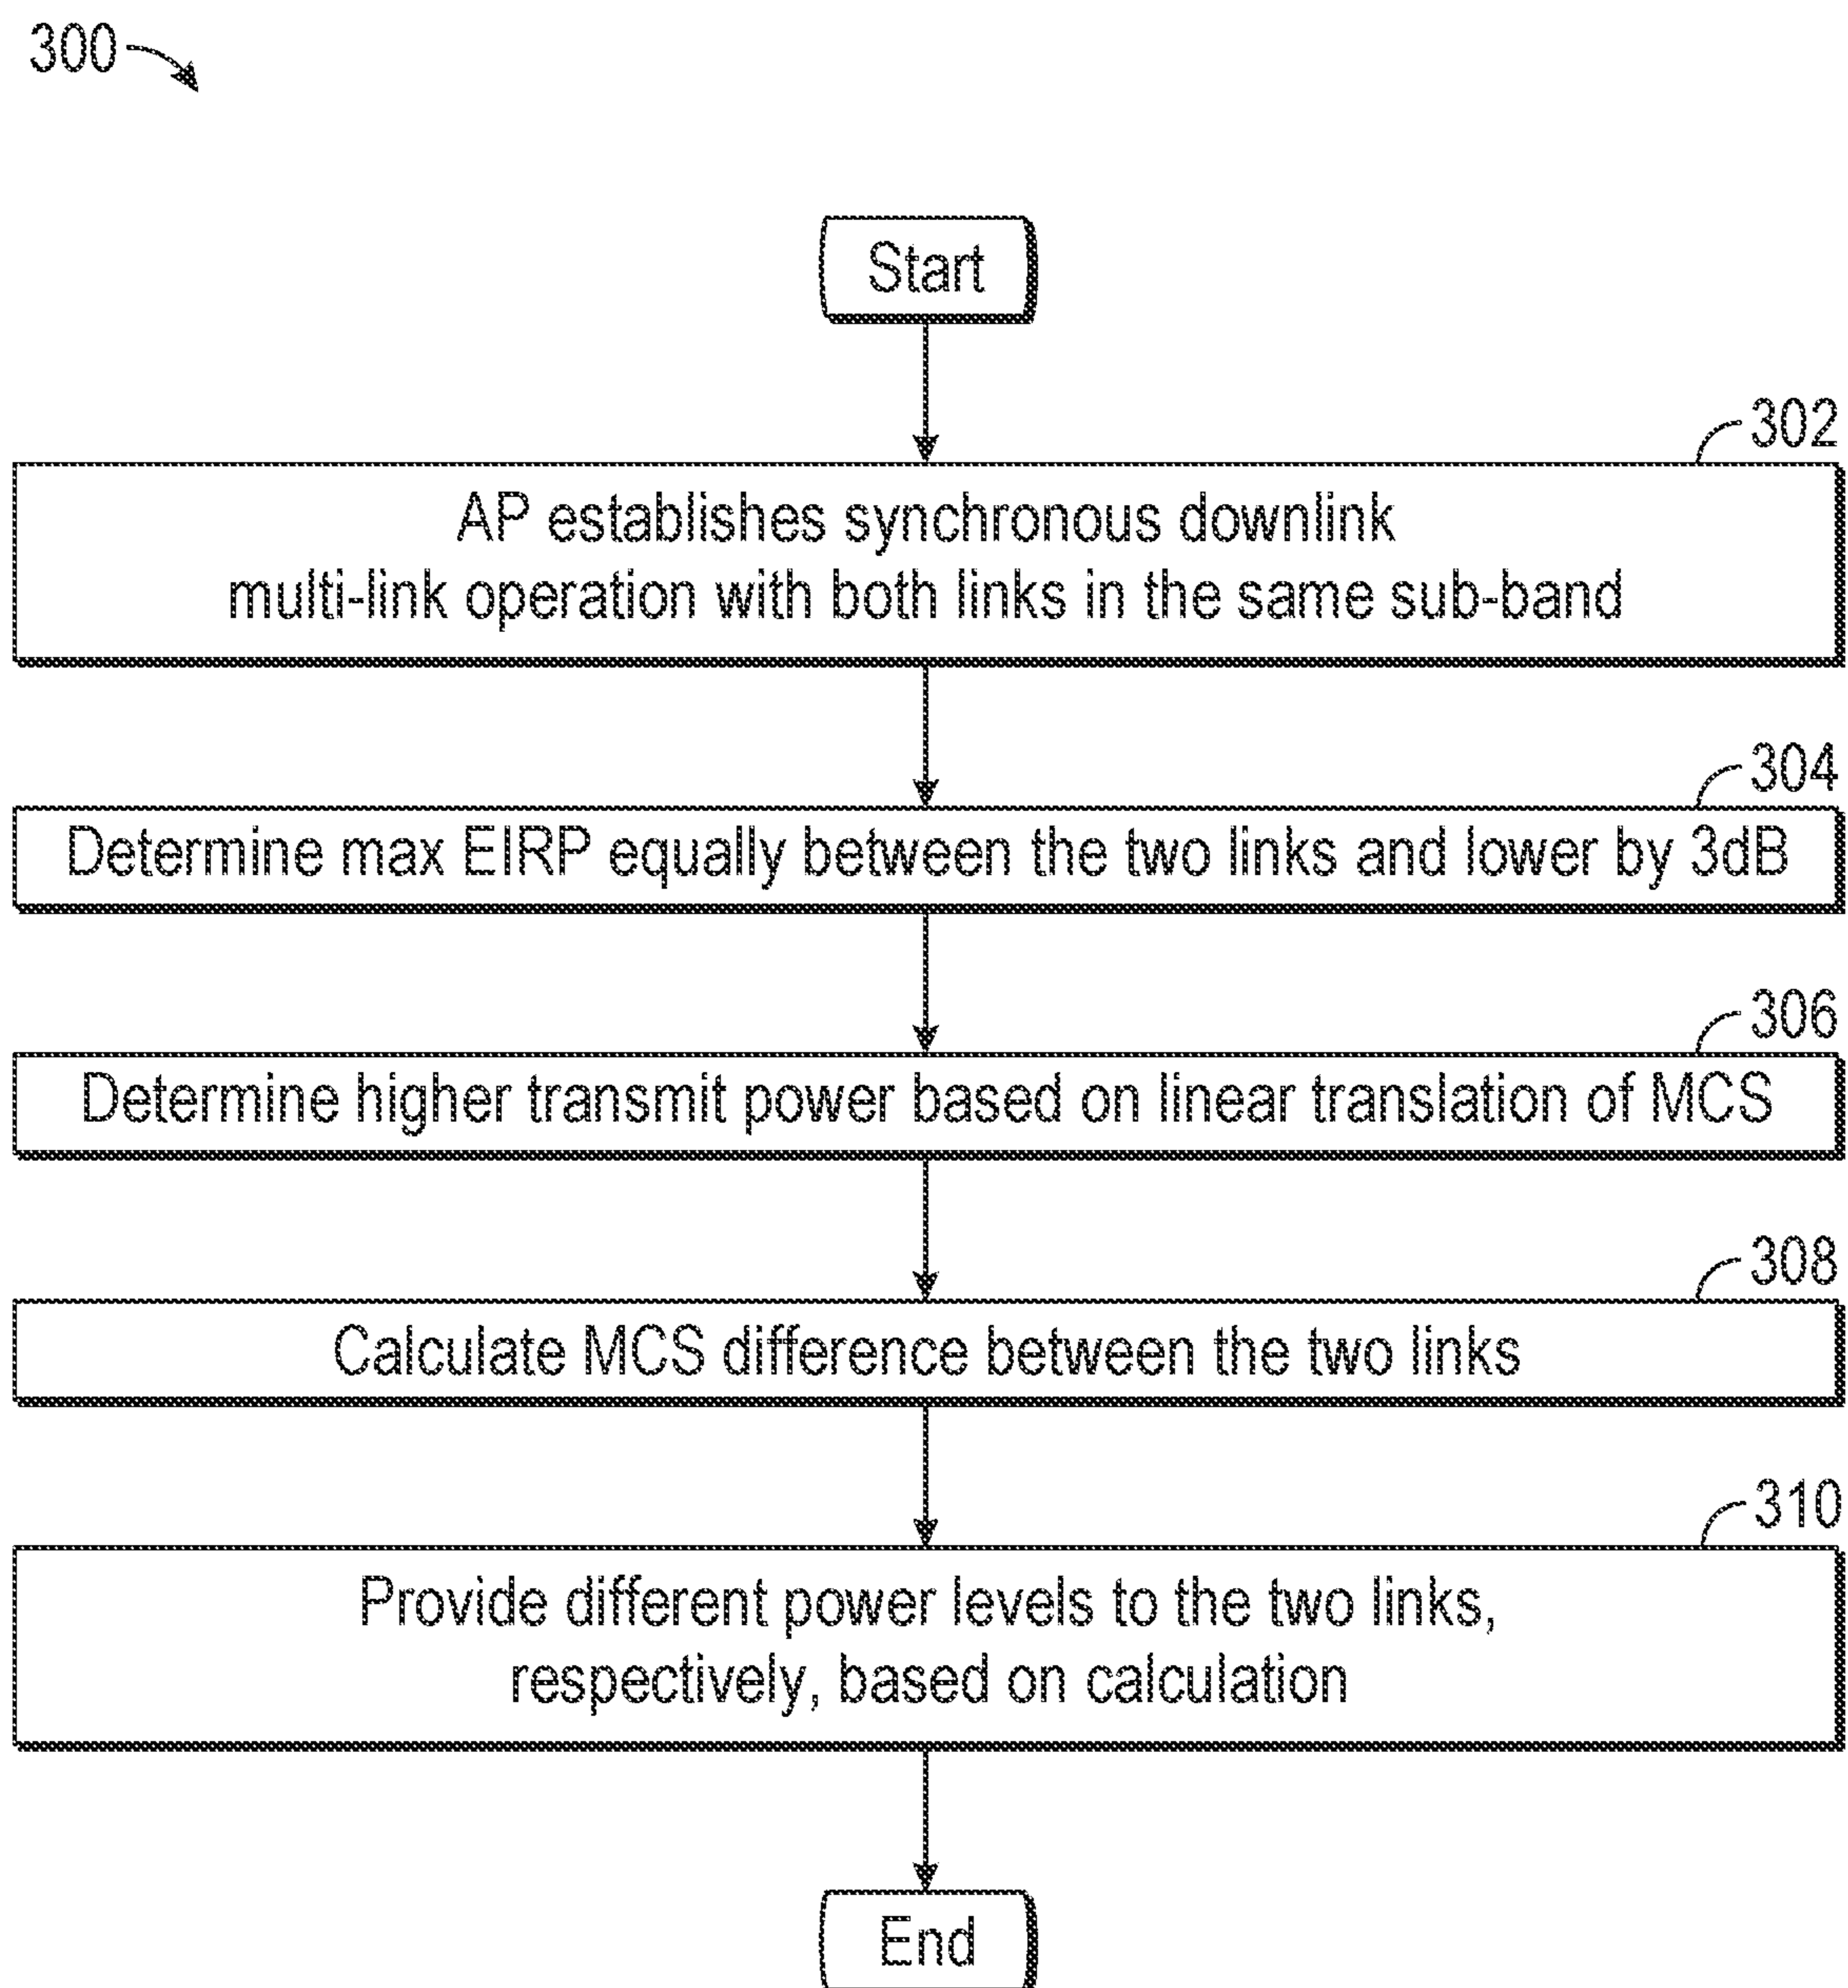 300
Start
302
AP establishes synchronous downlink
multi-link operation with both links in the same sub-band
304
Determine max EIRP equally between the two links and lower by 3dB
306
Determine higher transmit power based on linear translation of MCS
308
Calculate MCS difference between the two links
310
Provide different power levels to the two links,
respectively, based on calculation
End